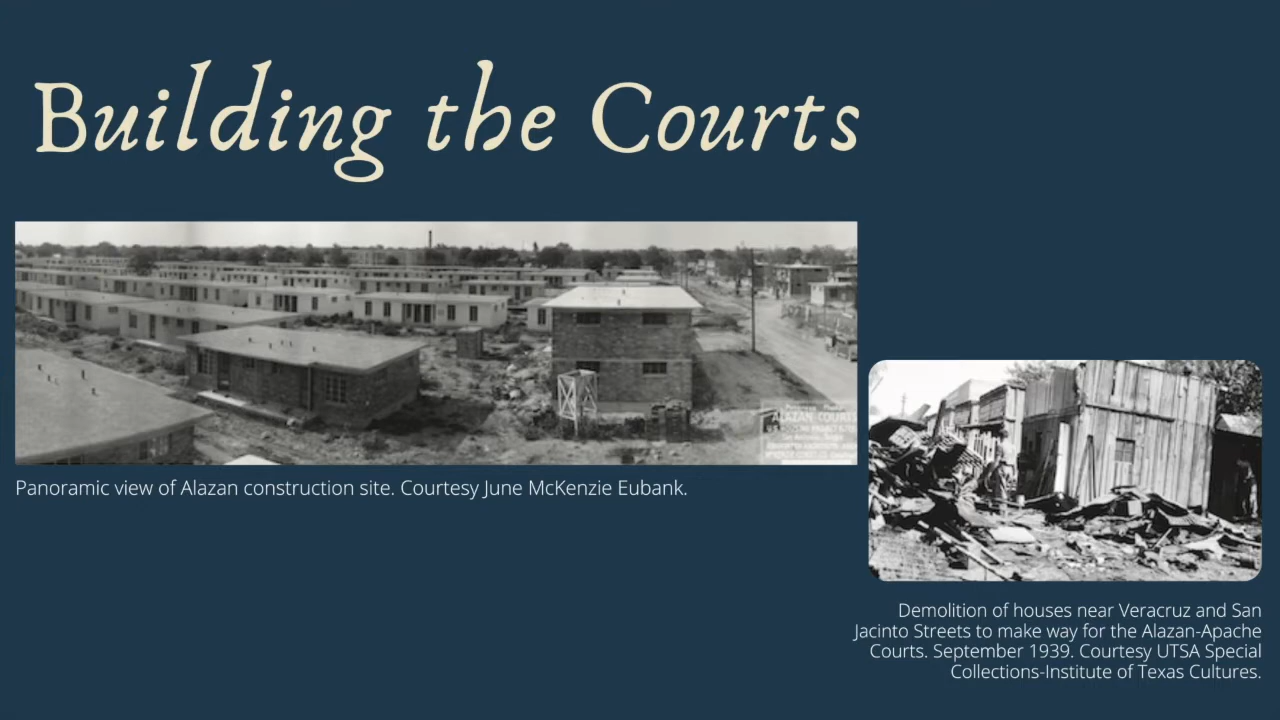 Building the Courts
ALAZAN COURTS
Panoramic view of Alazan construction site. Courtesy June McKenzie Eubank.
Demolition of houses near Veracruz and San
Jacinto Streets to make way for the Alazan-Apache
Courts. September 1939. Courtesy UTSA Special
Collections-Institute of Texas Cultures.